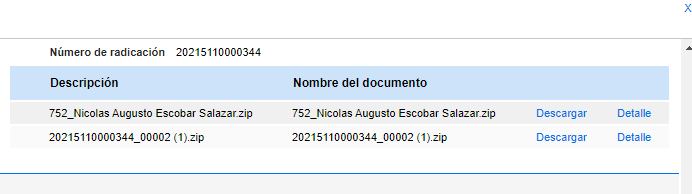 X
Número de radicación 20215110000344
Descripción Nombre del documento
752_Nicolas Augusto Escobar Salazar.zip 752_Nicolas Augusto Escobar Salazar.zip Descargar Detalle
20215110000344_00002 (1).zip 20215110000344_00002 (1).zip Descargar Detalle